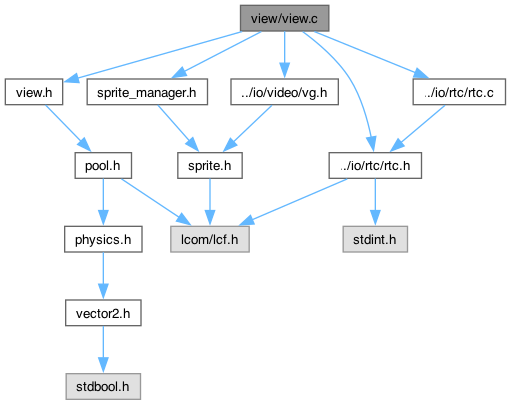 view/view.c
view.h
sprite_manager.h
../io/video/vg.h
../io/rtc/rtc.c
pool.h
sprite.h
../io/rtc/rtc.h
physics.h
lcom/lcf.h
stdint.h
vector2.h
stdbool.h